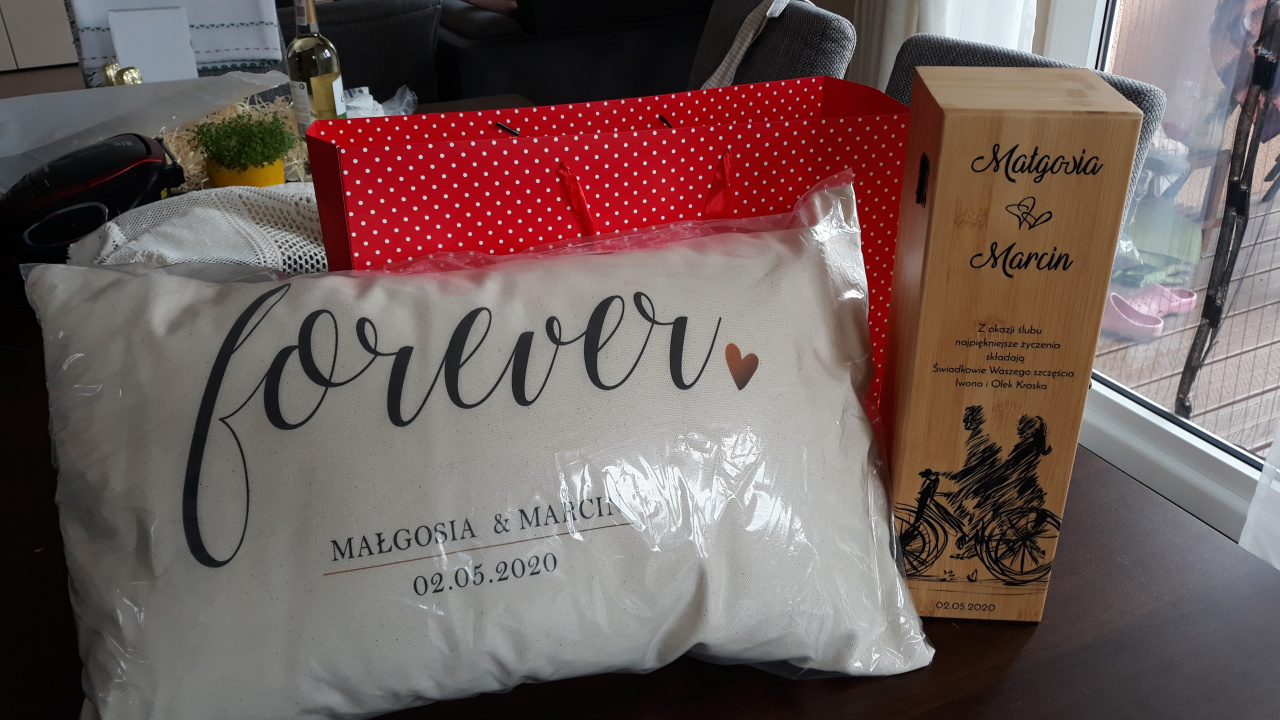 forever
MAŁGOSIA & MARCIN
02.05.2020
Małgosia
Marcin
Z okazji ślubu
najpiękniejsze życzenia
składają
Świadkowie Waszego szczęścia
Iwona i Olek Kraska
02.05.2020